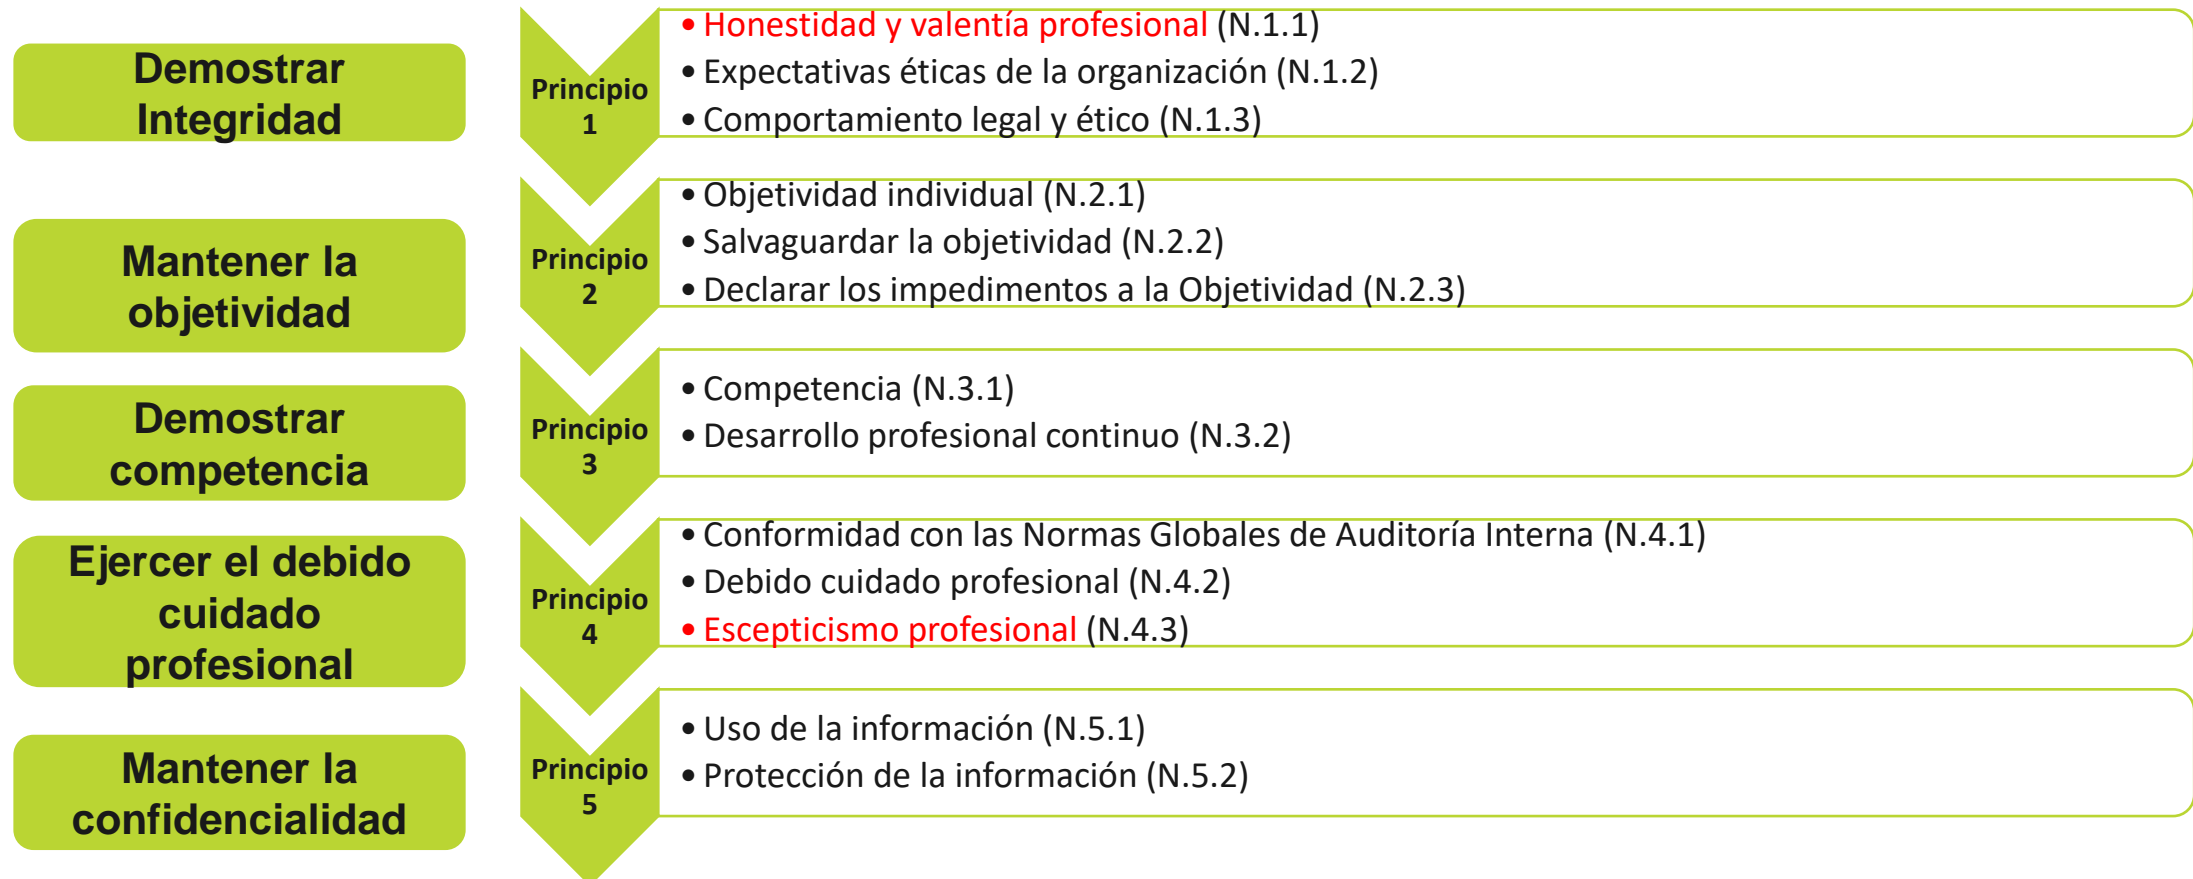 Demostrar
Integridad
Principio
1
• Honestidad y valentía profesional (N.1.1)
• Expectativas éticas de la organización (N.1.2)
• Comportamiento legal y ético (N.1.3)
Mantener la
objetividad
Principio
2
• Objetividad individual (N.2.1)
• Salvaguardar la objetividad (N.2.2)
• Declarar los impedimentos a la Objetividad (N.2.3)
Demostrar
competencia
Principio
3
• Competencia (N.3.1)
• Desarrollo profesional continuo (N.3.2)
Ejercer el debido
cuidado
profesional
Principio
4
• Conformidad con las Normas Globales de Auditoría Interna (N.4.1)
• Debido cuidado profesional (N.4.2)
• Escepticismo profesional (N.4.3)
Mantener la
confidencialidad
Principio
5
• Uso de la información (N.5.1)
• Protección de la información (N.5.2)